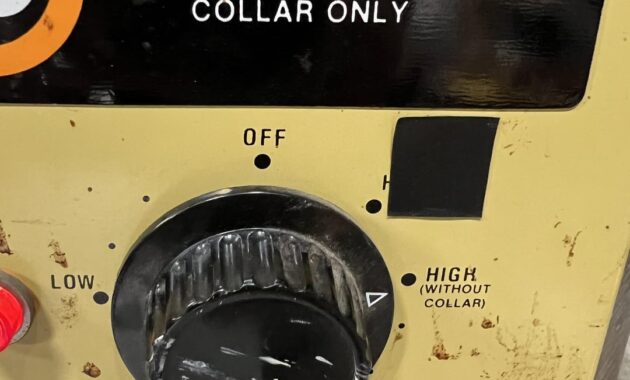 COLLAR ONLY
OFF
H
LOW
HIGH
(WITHOUT
COLLAR)